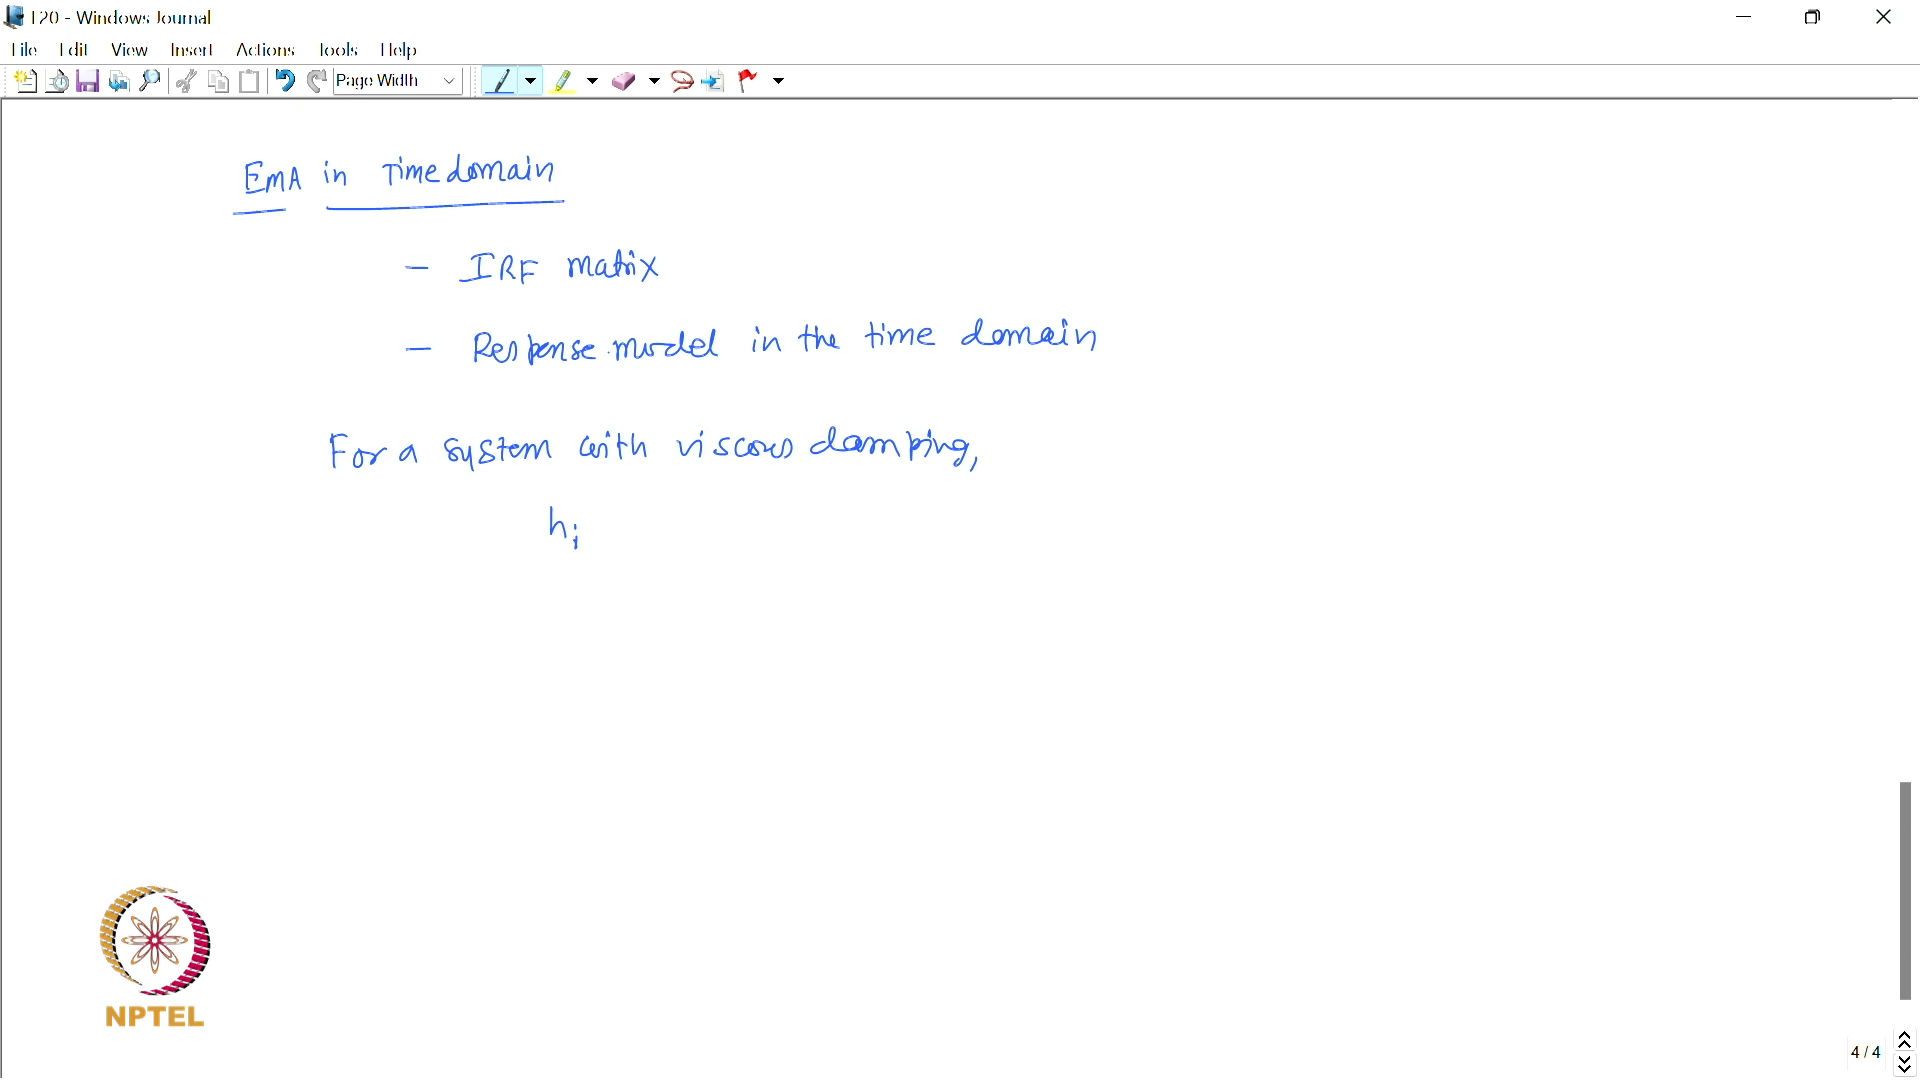 L20 - Windows Journal
File Edit View Insert Actions Tools Help
Page Width
EMA in Time domain
- IRF matrix
- Response model in the time domain
For a system with viscous damping,
hi
NPTEL
4 / 4